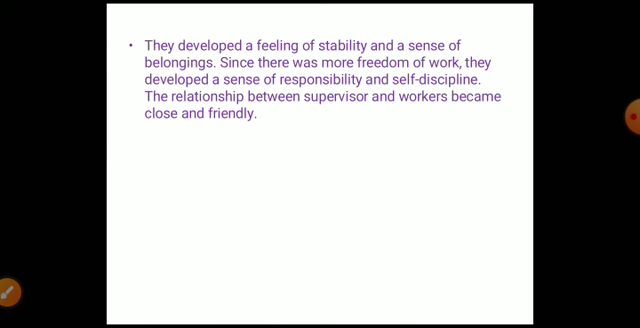 • They developed a feeling of stability and a sense of
belongings. Since there was more freedom of work, they
developed a sense of responsibility and self-discipline.
The relationship between supervisor and workers became
close and friendly.